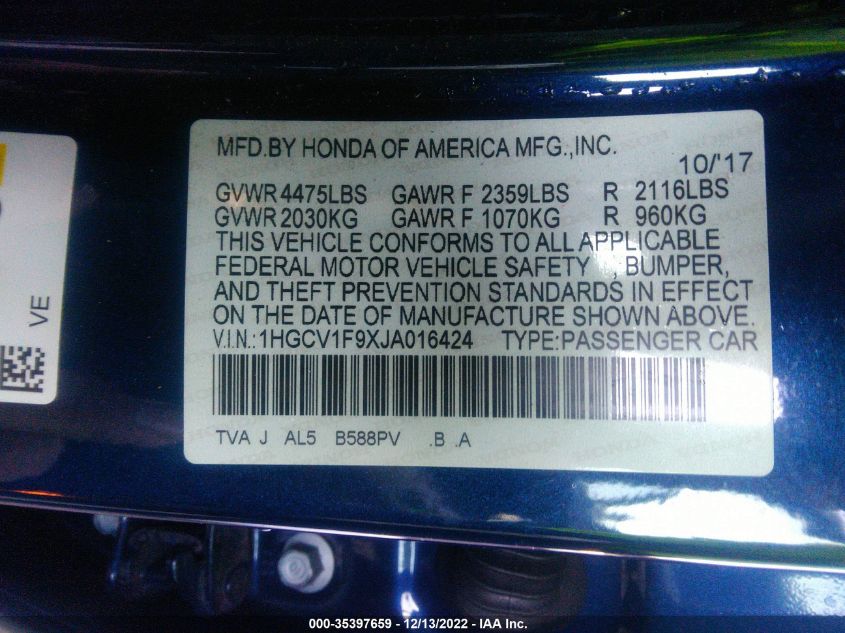 MFD.BY HONDA OF AMERICA MFG.,INC.
10/'17
GVWR 4475LBS GAWR F 2359LBS R 2116LBS
GVWR 2030KG GAWR F 1070KG R 960KG
THIS VEHICLE CONFORMS TO ALL APPLICABLE
FEDERAL MOTOR VEHICLE SAFETY , BUMPER,
AND THEFT PREVENTION STANDARDS IN EFFECT
ON THE DATE OF MANUFACTURE SHOWN ABOVE.
V.I.N.:1HGCV1F9XJA016424 TYPE:PASSENGER CAR
TVA J AL5 B588PV .B .A
VE
000-35397659 - 12/13/2022 - IAA Inc.